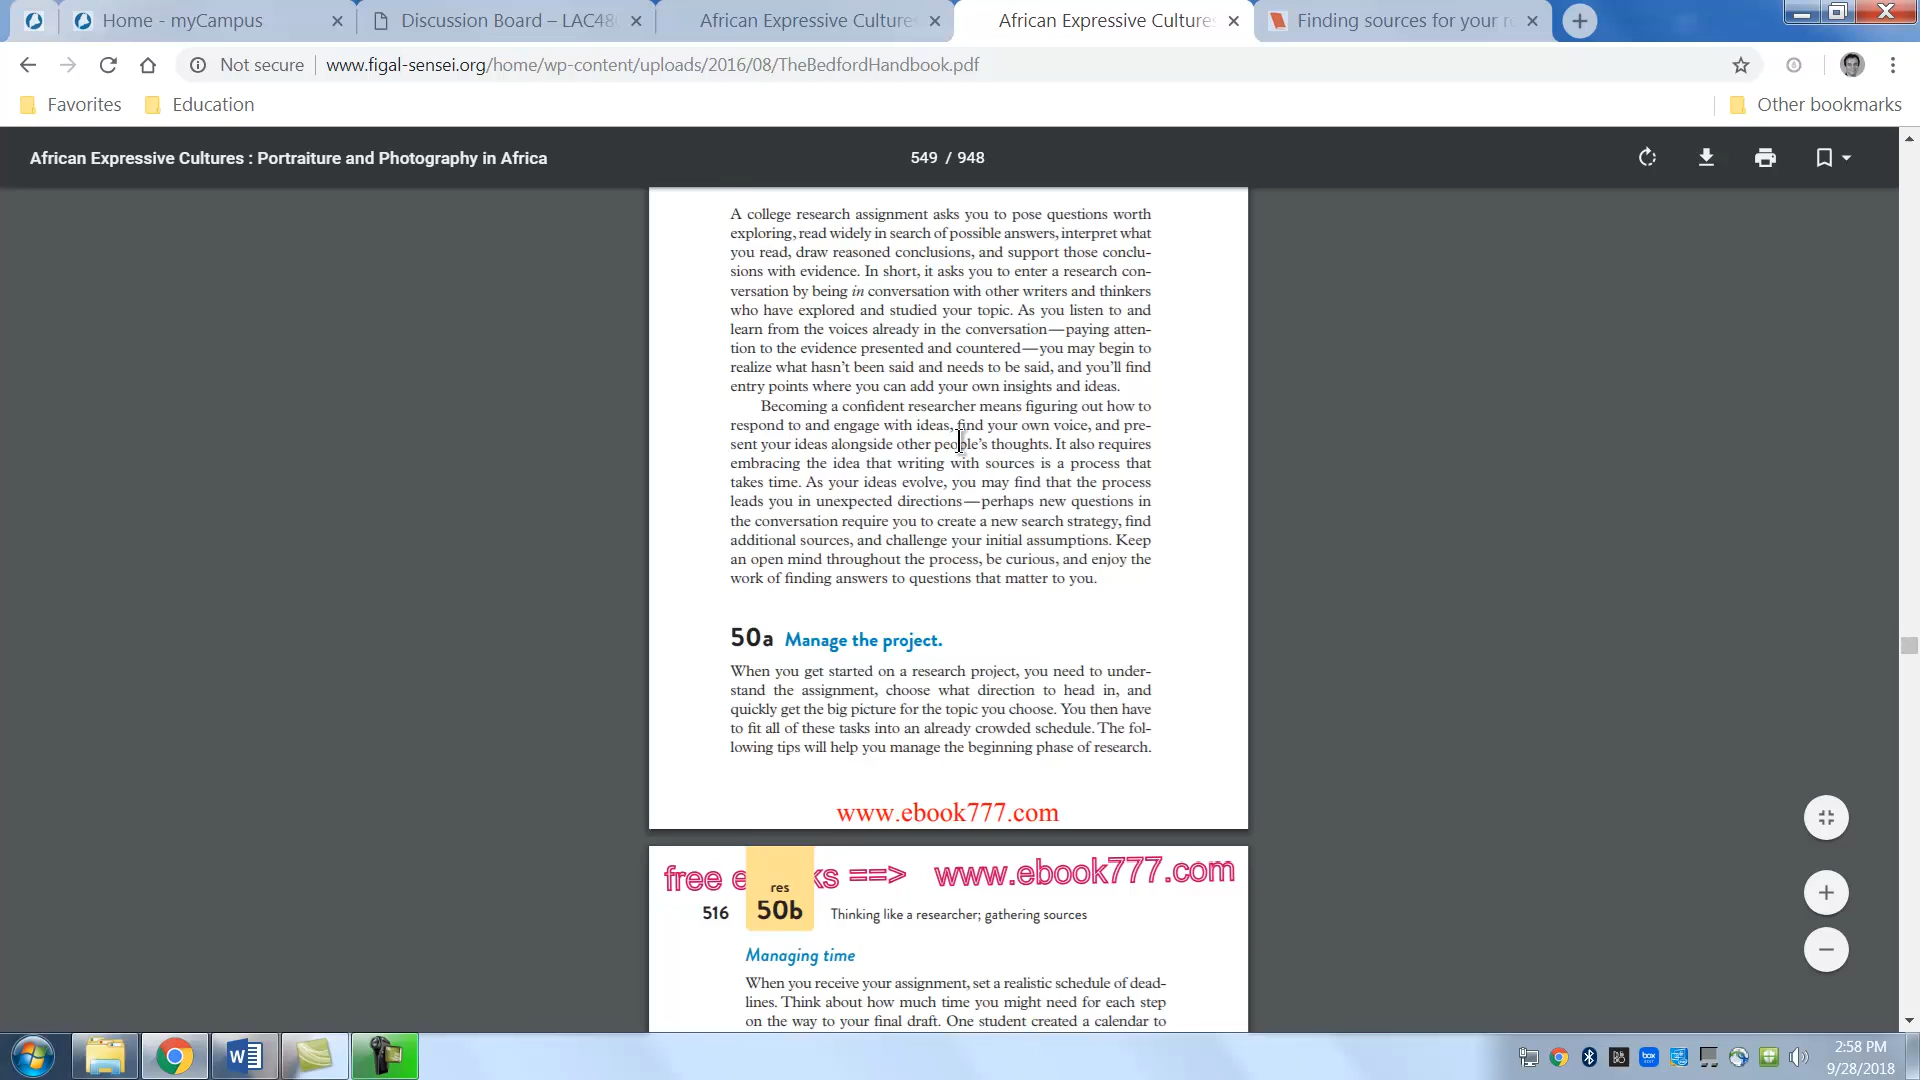 Home - myCampus
Discussion Board – LAC48
African Expressive Cultures
African Expressive Cultures
Finding sources for your r
Not secure
www.figal-sensei.org/home/wp-content/uploads/2016/08/TheBedfordHandbook.pdf
Favorites
Education
Other bookmarks
African Expressive Cultures : Portraiture and Photography in Africa
549 / 948
A college research assignment asks you to pose questions worth
exploring, read widely in search of possible answers, interpret what
you read, draw reasoned conclusions, and support those conclu-
sions with evidence. In short, it asks you to enter a research con-
versation by being in conversation with other writers and thinkers
who have explored and studied your topic. As you listen to and
learn from the voices already in the conversation—paying atten-
tion to the evidence presented and countered—you may begin to
realize what hasn't been said and needs to be said, and you'll find
entry points where you can add your own insights and ideas.
Becoming a confident researcher means figuring out how to
respond to and engage with ideas, find your own voice, and pre-
sent your ideas alongside other people's thoughts. It also requires
embracing the idea that writing with sources is a process that
takes time. As your ideas evolve, you may find that the process
leads you in unexpected directions—perhaps new questions in
the conversation require you to create a new search strategy, find
additional sources, and challenge your initial assumptions. Keep
an open mind throughout the process, be curious, and enjoy the
work of finding answers to questions that matter to you.
50a Manage the project.
When you get started on a research project, you need to under-
stand the assignment, choose what direction to head in, and
quickly get the big picture for the topic you choose. You then have
to fit all of these tasks into an already crowded schedule. The fol-
lowing tips will help you manage the beginning phase of research.
www.ebook777.com
free e ks ==> www.ebook777.com
res
516 50b Thinking like a researcher; gathering sources
Managing time
When you receive your assignment, set a realistic schedule of dead-
lines. Think about how much time you might need for each step
on the way to your final draft. One student created a calendar to
2:58 PM
9/28/2018